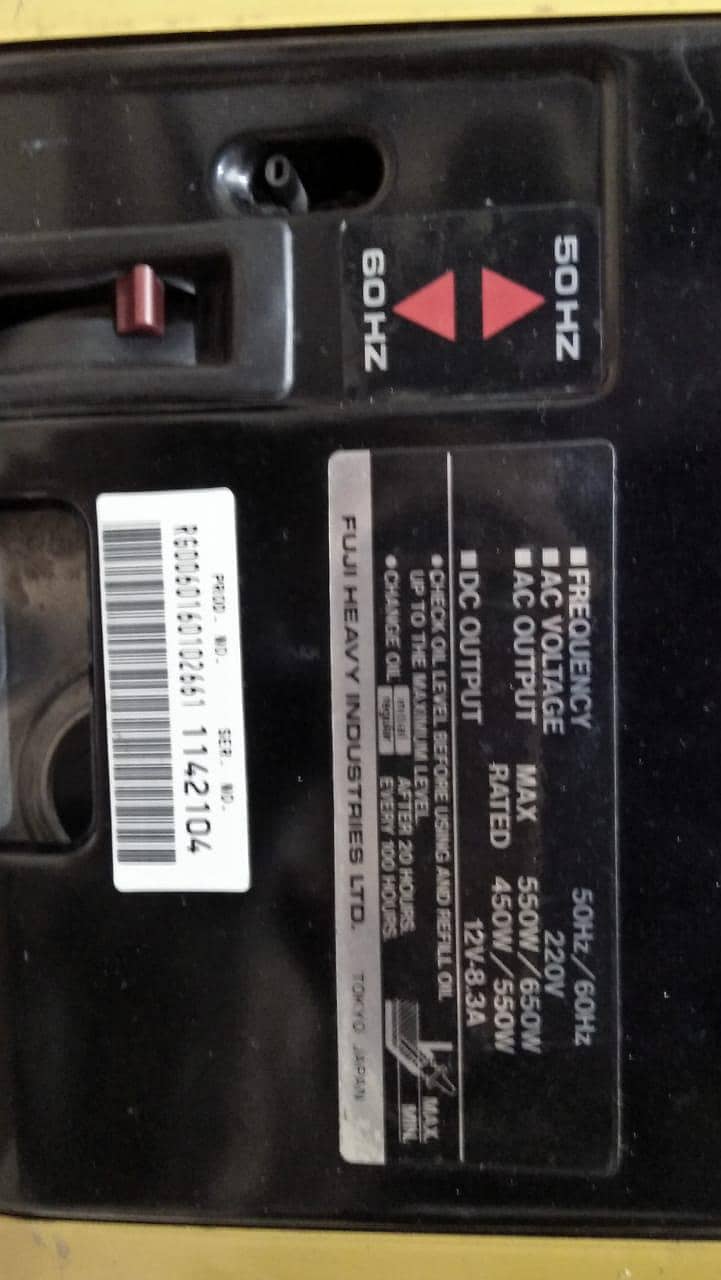 50HZ
60HZ
■FREQUENCY 50Hz/60Hz
■AC VOLTAGE 220V
■AC OUTPUT MAX 550W/650W
RATED 450W/550W
■DC OUTPUT 12V-8.3A
•CHECK OIL LEVEL BEFORE USING AND REFILL OIL
UP TO THE MAXIMUM LEVEL.
•CHANGE OIL initial AFTER 20 HOURS.
regular EVERY 100 HOURS.
MAX.
MIN.
FUJI HEAVY INDUSTRIES LTD. TOKYO JAPAN
PROD. NO. SER. NO.
RG0060160102661 1142104